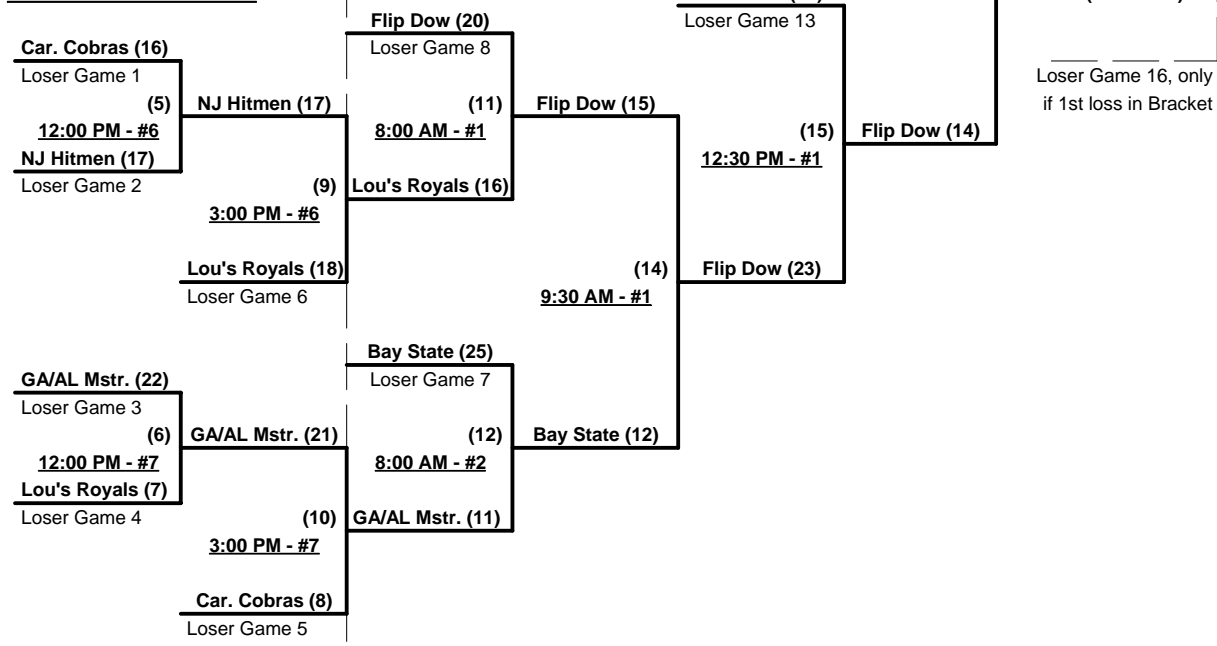 Flip Dow (20)
Loser Game 8
Loser Game 13
Car. Cobras (16)
Loser Game 1
(5)
12:00 PM - #6
NJ Hitmen (17)
Loser Game 2
NJ Hitmen (17)
(9)
3:00 PM - #6
Lou's Royals (18)
Loser Game 6
(11)
8:00 AM - #1
Lou's Royals (16)
Flip Dow (15)
(14)
9:30 AM - #1
(15)
12:30 PM - #1
Flip Dow (23)
Flip Dow (14)
Loser Game 16, only
if 1st loss in Bracket
GA/AL Mstr. (22)
Loser Game 3
(6)
12:00 PM - #7
Lou's Royals (7)
Loser Game 4
GA/AL Mstr. (21)
(10)
3:00 PM - #7
Car. Cobras (8)
Loser Game 5
Bay State (25)
Loser Game 7
(12)
8:00 AM - #2
GA/AL Mstr. (11)
Bay State (12)